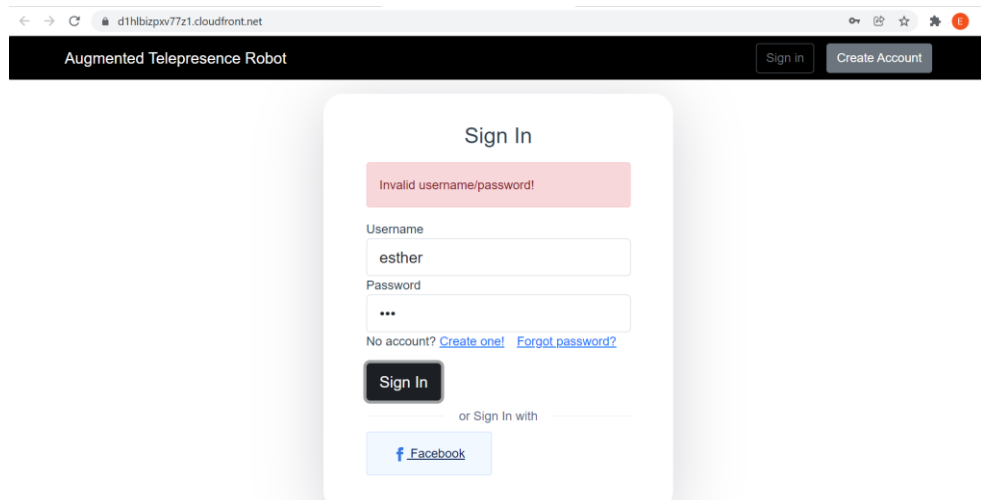 d1hlbizpxv77z1.cloudfront.net
E
Augmented Telepresence Robot
Sign in
Create Account
Sign In
Invalid username/password!
Username
esther
Password
•••
No account? Create one! Forgot password?
Sign In
or Sign In with
f Facebook